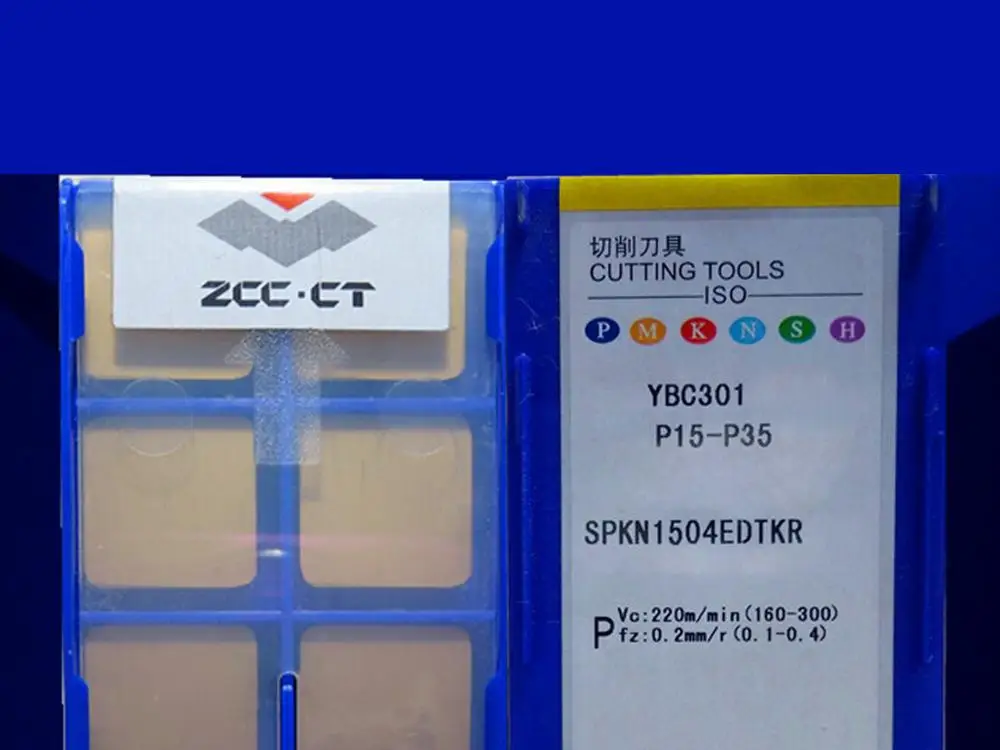 ZCC·CT
切削刀具
CUTTING TOOLS
ISO
P M K N S H
YBC301
P15-P35
SPKN1504EDTKR
P Vc:220m/min(160-300)
fz:0.2mm/r(0.1-0.4)